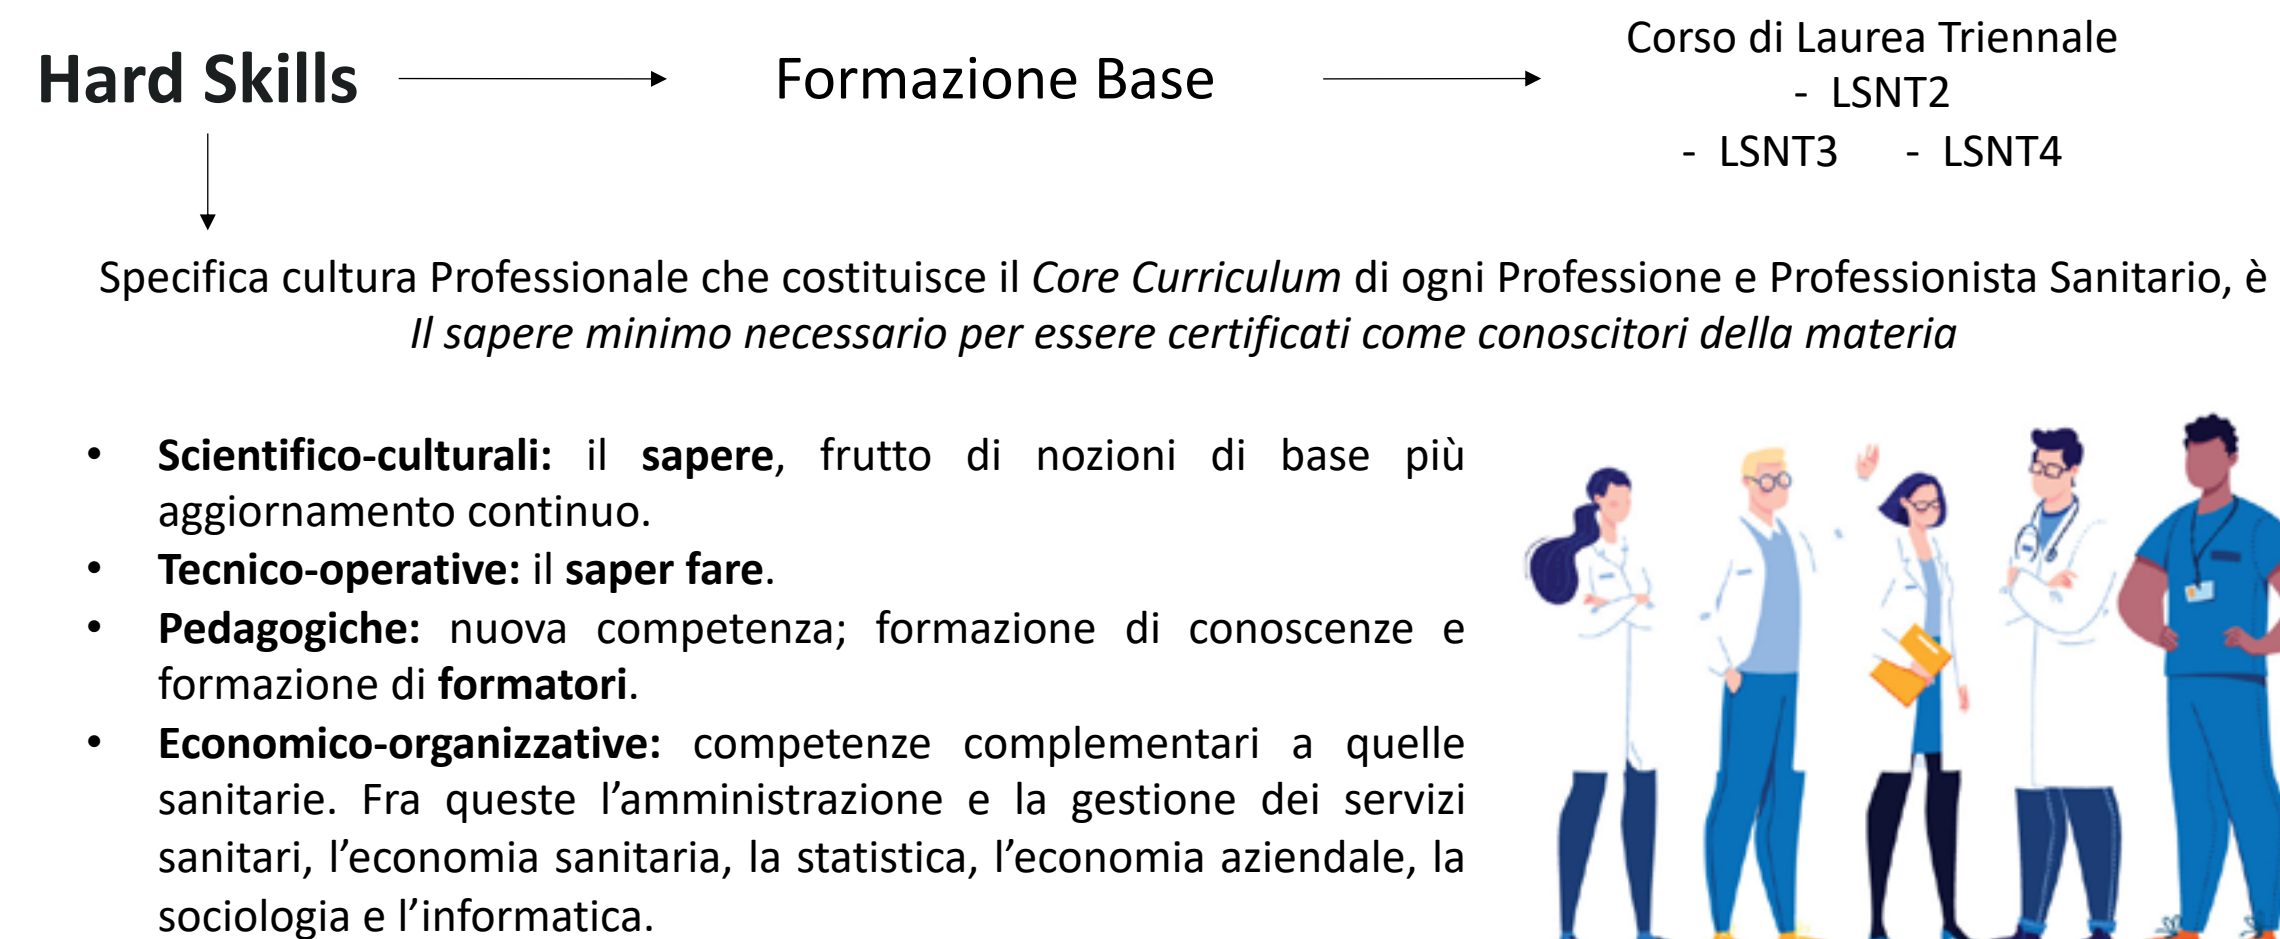 Hard Skills
Formazione Base
Corso di Laurea Triennale
- LSNT2
- LSNT3 - LSNT4
Specifica cultura Professionale che costituisce il Core Curriculum di ogni Professione e Professionista Sanitario, è
Il sapere minimo necessario per essere certificati come conoscitori della materia
• Scientifico-culturali: il sapere, frutto di nozioni di base più
aggiornamento continuo.
• Tecnico-operative: il saper fare.
• Pedagogiche: nuova competenza; formazione di conoscenze e
formazione di formatori.
• Economico-organizzative: competenze complementari a quelle
sanitarie. Fra queste l’amministrazione e la gestione dei servizi
sanitari, l’economia sanitaria, la statistica, l’economia aziendale, la
sociologia e l’informatica.